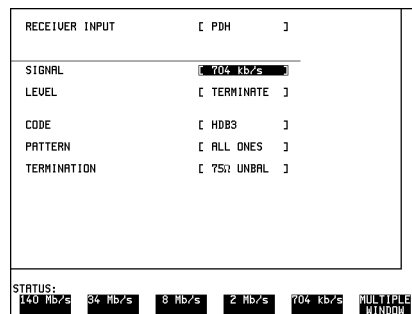 RECEIVER INPUT [ PDH ]
SIGNAL [ 704 kb/s ]
LEVEL [ TERMINATE ]
CODE [ HDB3 ]
PATTERN [ ALL ONES ]
TERMINATION [ 75Ω UNBAL ]
STATUS:
140 Mb/s 34 Mb/s 8 Mb/s 2 Mb/s 704 kb/s MULTIPLE
WINDOW